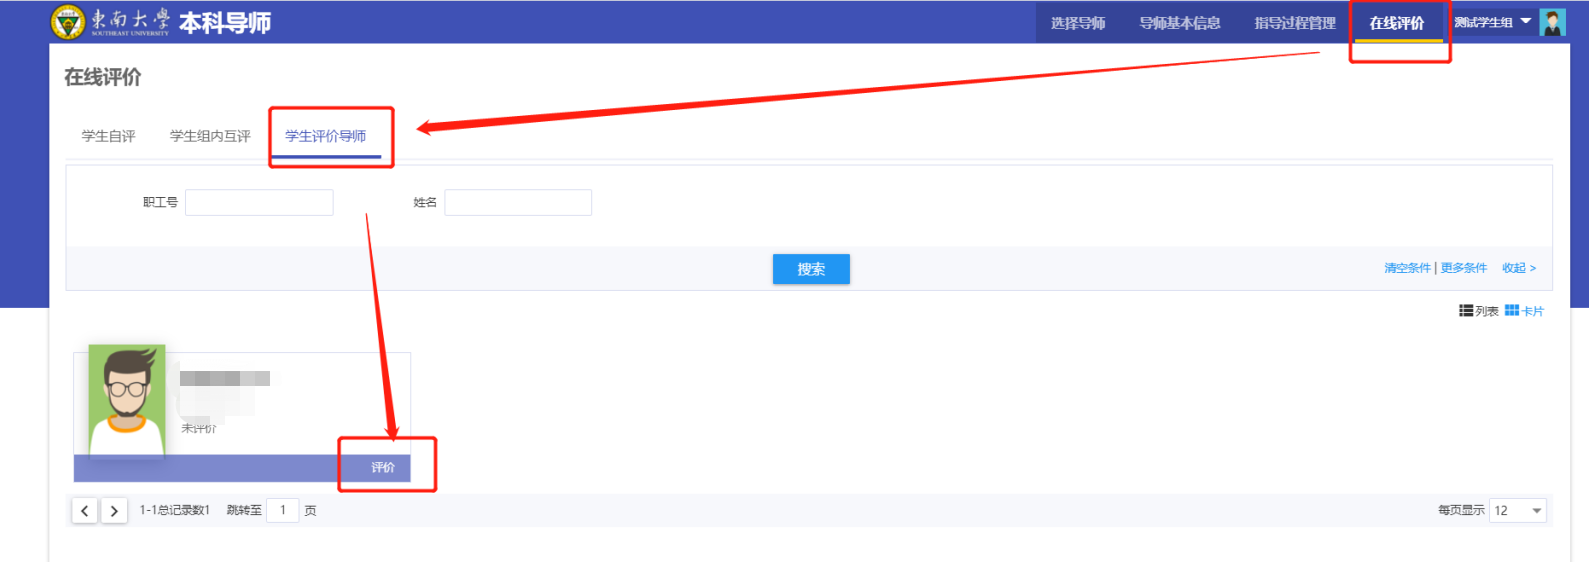 東南大學 本科导师 选择导师 导师基本信息 指导过程管理 在线评价 测试学生组
SOUTHEAST UNIVERSITY
在线评价
学生自评 学生组内互评 学生评价导师
职工号 姓名
搜索 清空条件 | 更多条件 收起 >
列表 卡片
未评价
评价
1-1总记录数1 跳转至 1 页 每页显示 12